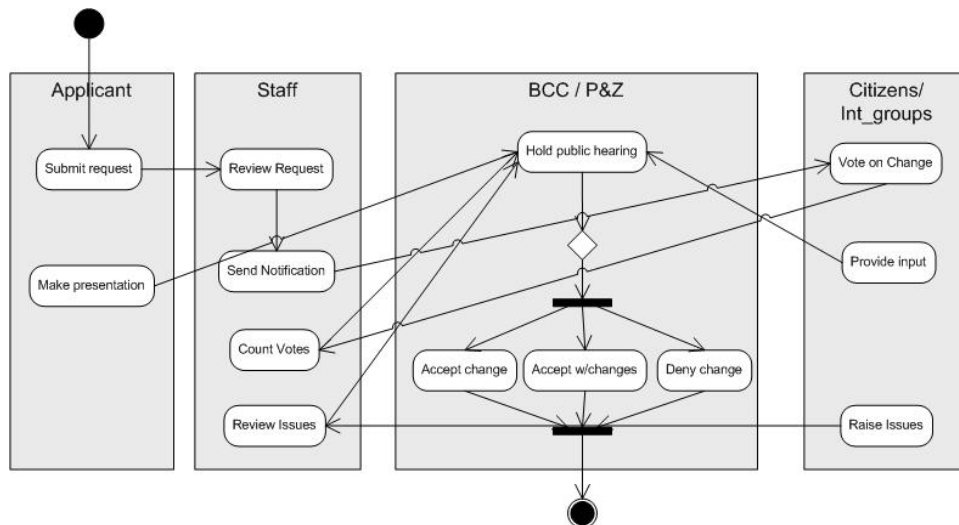 Applicant
Staff
BCC / P&Z
Citizens/
Int_groups
Submit request
Review Request
Hold public hearing
Vote on Change
Make presentation
Send Notification
Provide input
Count Votes
Accept change
Accept w/changes
Deny change
Review Issues
Raise Issues